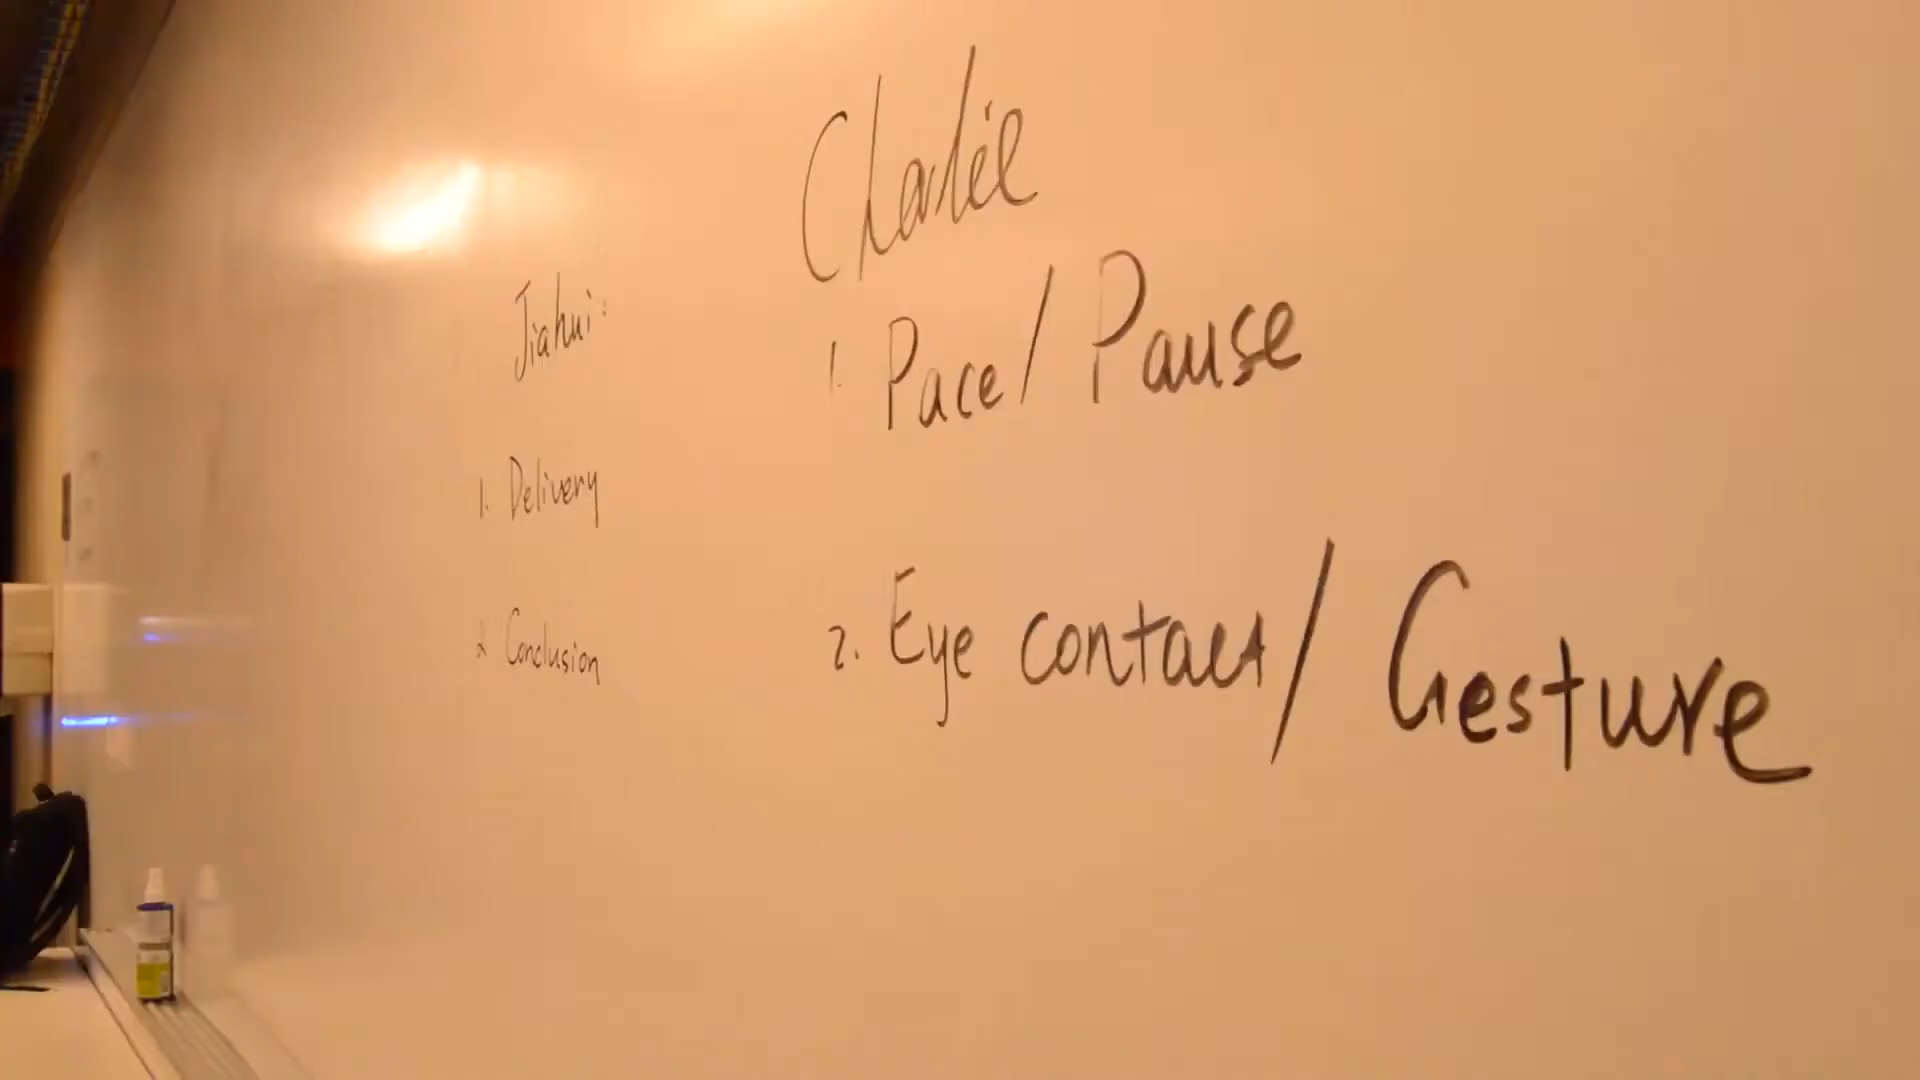 Jiahui:
1. Delivery
2 Conclusion
Charlie
1. Pace / Pause
2. Eye contact / Gesture